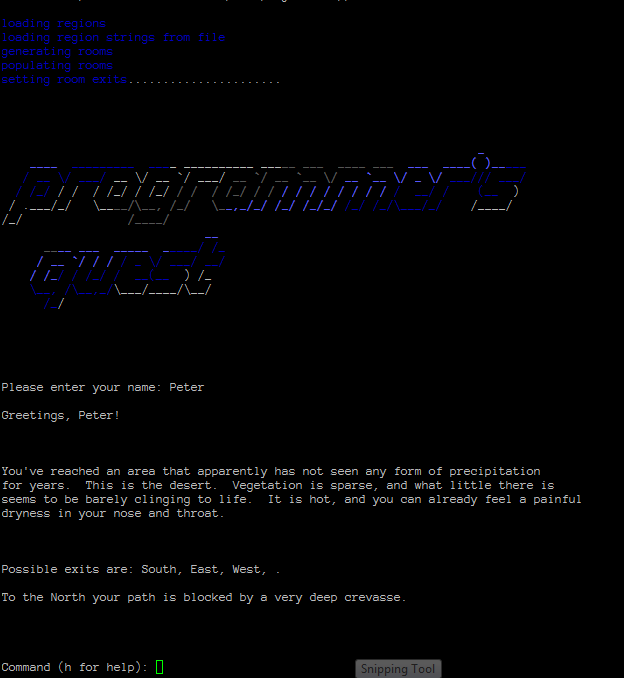 loading regions
loading region strings from file
generating rooms
populating rooms
setting room exits......................
programmer's
quest
Please enter your name: Peter
Greetings, Peter!
You've reached an area that apparently has not seen any form of precipitation
for years.  This is the desert.  Vegetation is sparse, and what little there is
seems to be barely clinging to life.  It is hot, and you can already feel a painful
dryness in your nose and throat.
Possible exits are: South, East, West, .
To the North your path is blocked by a very deep crevasse.
Command (h for help):
Snipping Tool